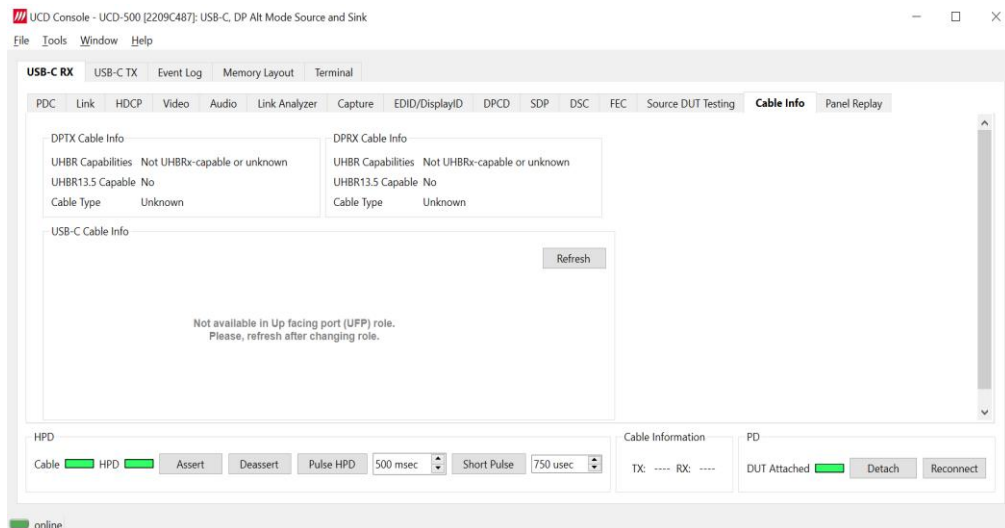 UCD Console - UCD-500 [2209C487]: USB-C, DP Alt Mode Source and Sink
File Tools Window Help
USB-C RX USB-C TX Event Log Memory Layout Terminal
PDC Link HDCP Video Audio Link Analyzer Capture EDID/DisplayID DPCD SDP DSC FEC Source DUT Testing Cable Info Panel Replay
DPTX Cable Info
UHBR Capabilities Not UHBRx-capable or unknown
UHBR13.5 Capable No
Cable Type Unknown
DPRX Cable Info
UHBR Capabilities Not UHBRx-capable or unknown
UHBR13.5 Capable No
Cable Type Unknown
USB-C Cable Info
Refresh
Not available in Up facing port (UFP) role.
Please, refresh after changing role.
HPD
Cable HPD Assert Deassert Pulse HPD 500 msec Short Pulse 750 usec
Cable Information
TX: ---- RX: ----
PD
DUT Attached Detach Reconnect
online